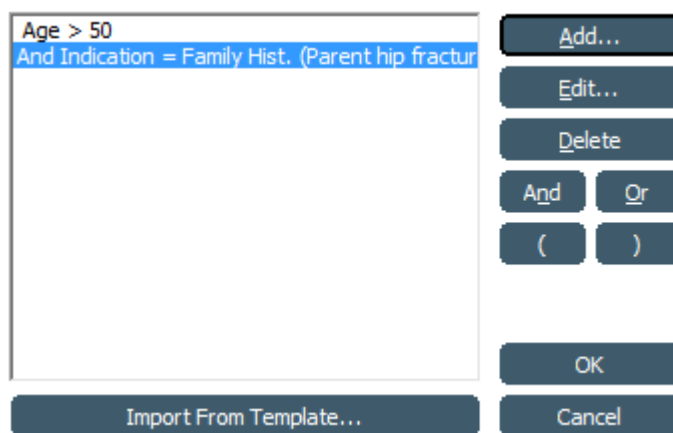 Age > 50
And Indication = Family Hist. (Parent hip fractur
Add...
Edit...
Delete
And
Or
(
)
OK
Import From Template...
Cancel